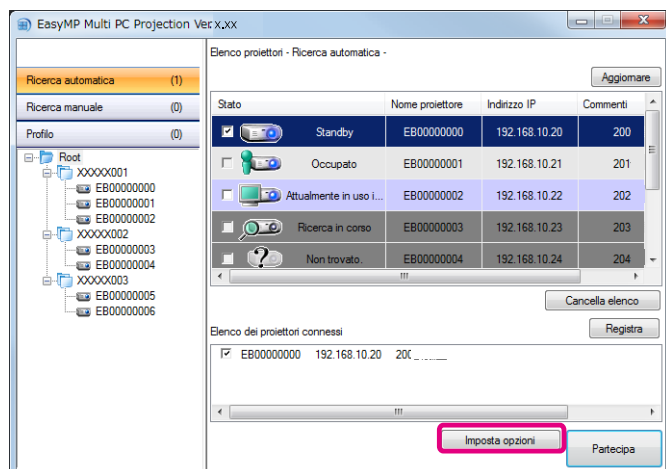 EasyMP Multi PC Projection Ver.x.xx
Elenco proiettori - Ricerca automatica -
Ricerca automatica (1)
Aggiornare
Ricerca manuale (0)
Stato Nome proiettore Indirizzo IP Commenti
Profilo (0)
Standby EB00000000 192.168.10.20 200
Root
XXXXX001
Occupato EB00000001 192.168.10.21 201
EB00000000
EB00000001
Attualmente in uso i... EB00000002 192.168.10.22 202
EB00000002
XXXXX002
Ricerca in corso EB00000003 192.168.10.23 203
EB00000003
EB00000004
Non trovato. EB00000004 192.168.10.24 204
XXXXX003
EB00000005
EB00000006
Cancella elenco
Elenco dei proiettori connessi
Registra
EB00000000 192.168.10.20
Imposta opzioni
Partecipa